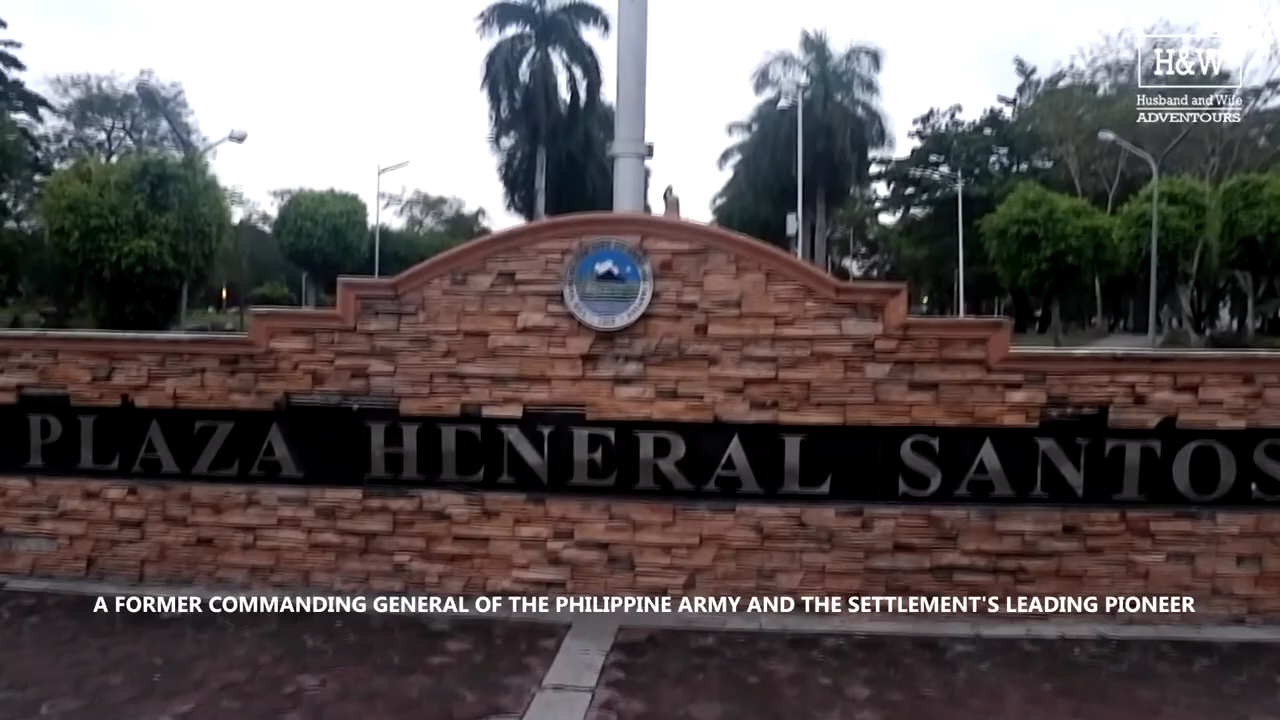 H&W
Husband and Wife
ADVENTOURS
PLAZA HENERAL SANTOS
A FORMER COMMANDING GENERAL OF THE PHILIPPINE ARMY AND THE SETTLEMENT'S LEADING PIONEER